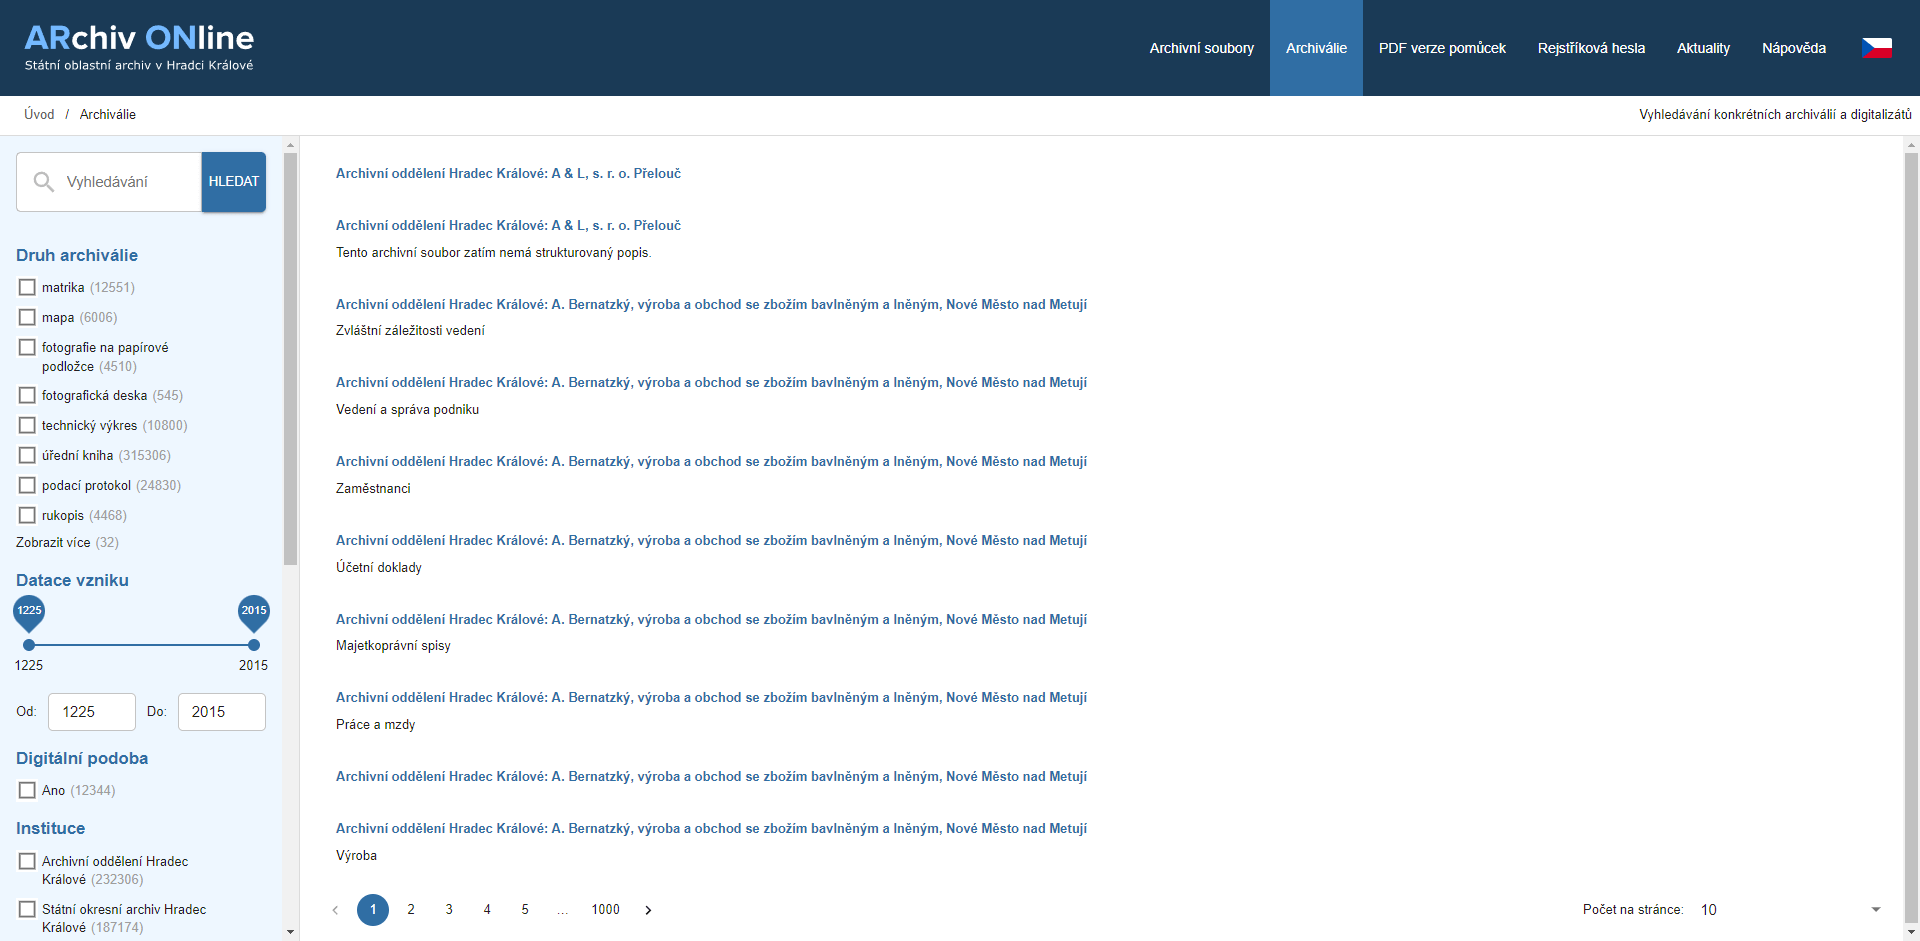 ARchiv ONline
Státní oblastní archiv v Hradci Králové
Archivní soubory
Archiválie
PDF verze pomůcek
Rejstříková hesla
Aktuality
Nápověda
Úvod / Archiválie
Vyhledávání konkrétních archiválií a digitalizátů
Vyhledávání
HLEDAT
Druh archiválie
matrika (12551)
mapa (6006)
fotografie na papírové
podložce (4510)
fotografická deska (545)
technický výkres (10800)
úřední kniha (315306)
podací protokol (24830)
rukopis (4468)
Zobrazit více (32)
Datace vzniku
1225 2015
1225 2015
Od: 1225 Do: 2015
Digitální podoba
Ano (12344)
Instituce
Archivní oddělení Hradec
Králové (232306)
Státní okresní archiv Hradec
Králové (187174)
Archivní oddělení Hradec Králové: A & L, s. r. o. Přelouč
Archivní oddělení Hradec Králové: A & L, s. r. o. Přelouč
Tento archivní soubor zatím nemá strukturovaný popis.
Archivní oddělení Hradec Králové: A. Bernatzký, výroba a obchod se zbožím bavlněným a lněným, Nové Město nad Metují
Zvláštní záležitosti vedení
Archivní oddělení Hradec Králové: A. Bernatzký, výroba a obchod se zbožím bavlněným a lněným, Nové Město nad Metují
Vedení a správa podniku
Archivní oddělení Hradec Králové: A. Bernatzký, výroba a obchod se zbožím bavlněným a lněným, Nové Město nad Metují
Zaměstnanci
Archivní oddělení Hradec Králové: A. Bernatzký, výroba a obchod se zbožím bavlněným a lněným, Nové Město nad Metují
Účetní doklady
Archivní oddělení Hradec Králové: A. Bernatzký, výroba a obchod se zbožím bavlněným a lněným, Nové Město nad Metují
Majetkoprávní spisy
Archivní oddělení Hradec Králové: A. Bernatzký, výroba a obchod se zbožím bavlněným a lněným, Nové Město nad Metují
Práce a mzdy
Archivní oddělení Hradec Králové: A. Bernatzký, výroba a obchod se zbožím bavlněným a lněným, Nové Město nad Metují
Archivní oddělení Hradec Králové: A. Bernatzký, výroba a obchod se zbožím bavlněným a lněným, Nové Město nad Metují
Výroba
1 2 3 4 5 ... 1000
Počet na stránce: 10